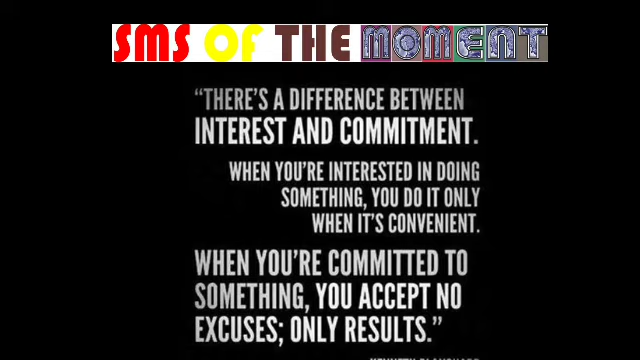 SMS OF THE MOMENT
“THERE'S A DIFFERENCE BETWEEN
INTEREST AND COMMITMENT.
WHEN YOU'RE INTERESTED IN DOING
SOMETHING, YOU DO IT ONLY
WHEN IT'S CONVENIENT.
WHEN YOU'RE COMMITTED TO
SOMETHING, YOU ACCEPT NO
EXCUSES; ONLY RESULTS.”